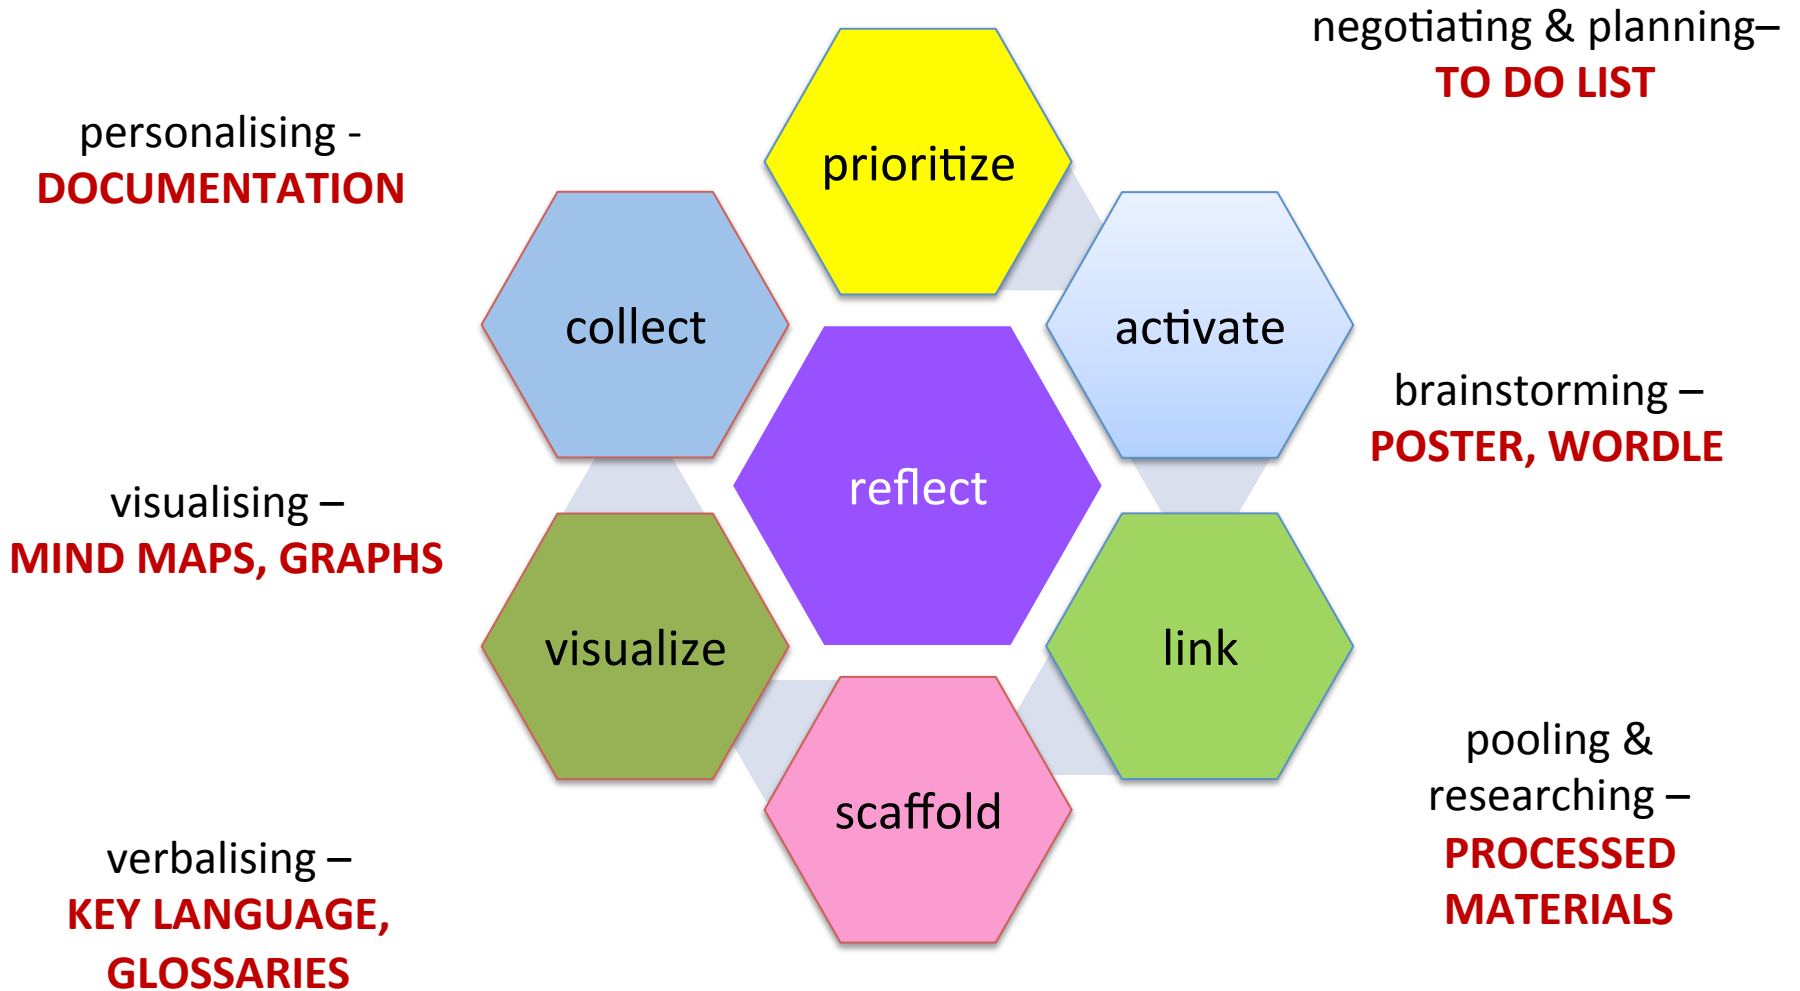 negotiating & planning–
TO DO LIST
personalising -
DOCUMENTATION
prioritize
collect
activate
brainstorming –
POSTER, WORDLE
reflect
visualising –
MIND MAPS, GRAPHS
visualize
link
pooling &
researching –
PROCESSED
MATERIALS
scaffold
verbalising –
KEY LANGUAGE,
GLOSSARIES